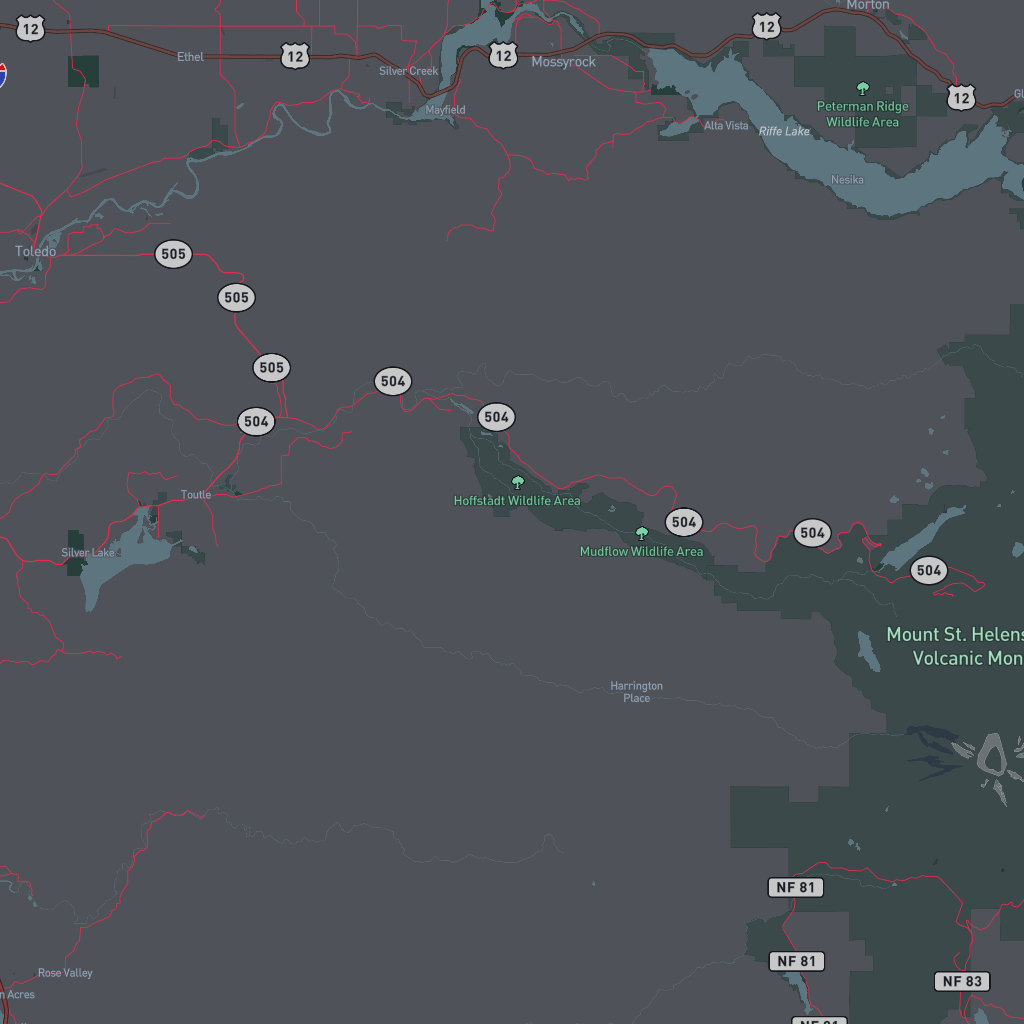 Morton
12
12
12
12
Ethel
Mossyrock
Silver Creek
12
Peterman Ridge
Wildlife Area
Mayfield
Alta Vista
Riffe Lake
Nesika
Toledo
505
505
505
504
504
504
Toutle
Hoffstadt Wildlife Area
504
504
Mudflow Wildlife Area
Silver Lake
504
Mount St. Helens
Volcanic Mon
Harrington
Place
NF 81
NF 81
Rose Valley
NF 83
n Acres